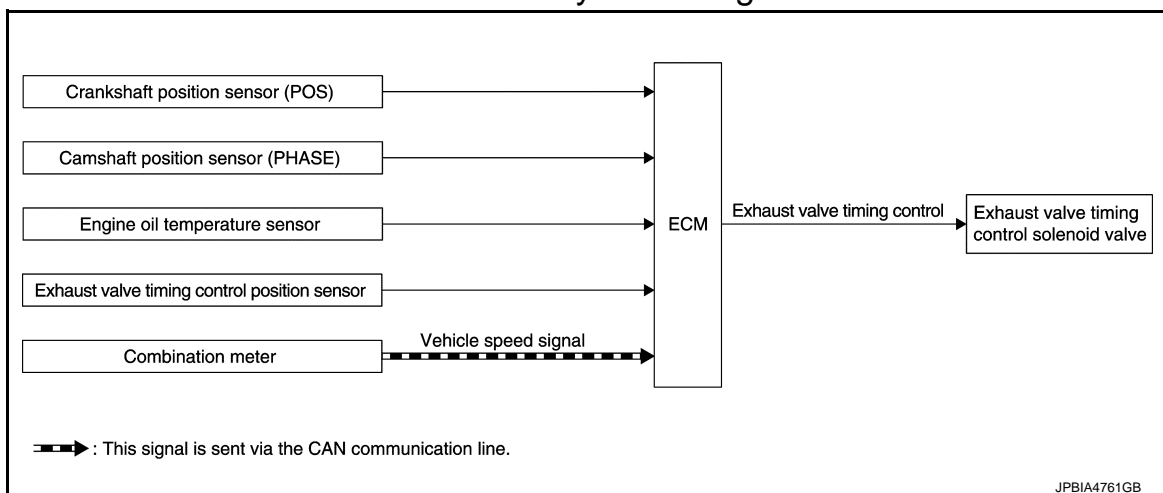 Crankshaft position sensor (POS)
Camshaft position sensor (PHASE)
Engine oil temperature sensor
Exhaust valve timing control position sensor
Combination meter
Vehicle speed signal
ECM
Exhaust valve timing control
Exhaust valve timing
control solenoid valve
: This signal is sent via the CAN communication line.
JPBIA4761GB